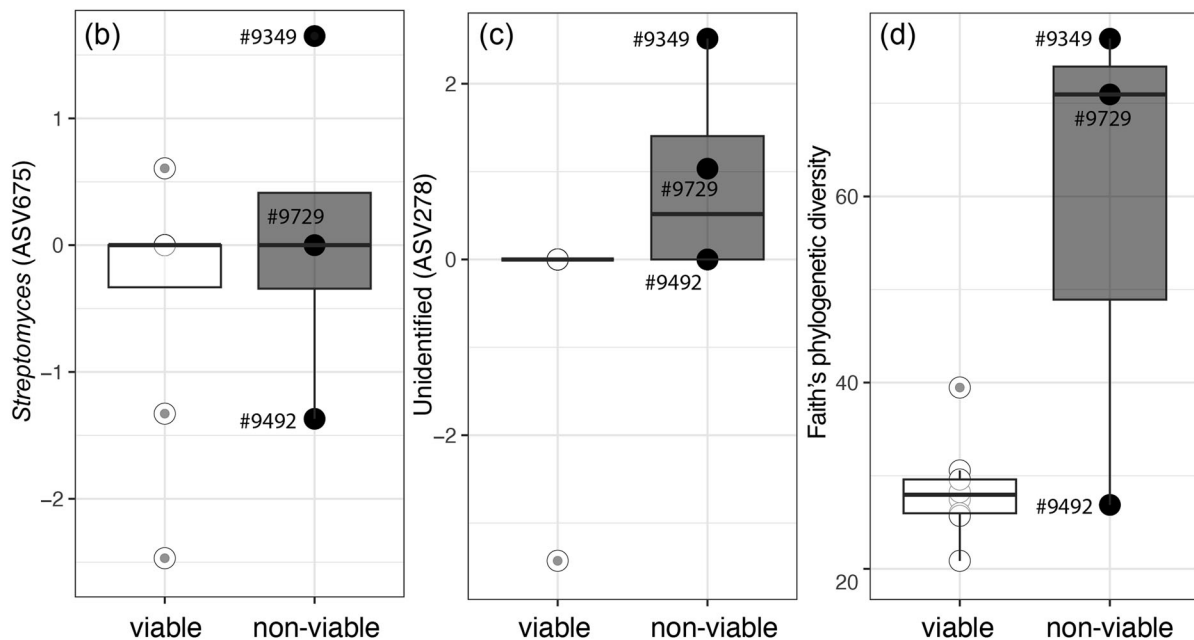 (b)
Streptomyces (ASV675)
1
0
−1
−2
#9349
#9729
#9492
viable
non-viable
(c)
Unidentified (ASV278)
2
0
−2
#9349
#9729
#9492
viable
non-viable
(d)
Faith's phylogenetic diversity
60
40
20
#9349
#9729
#9492
viable
non-viable